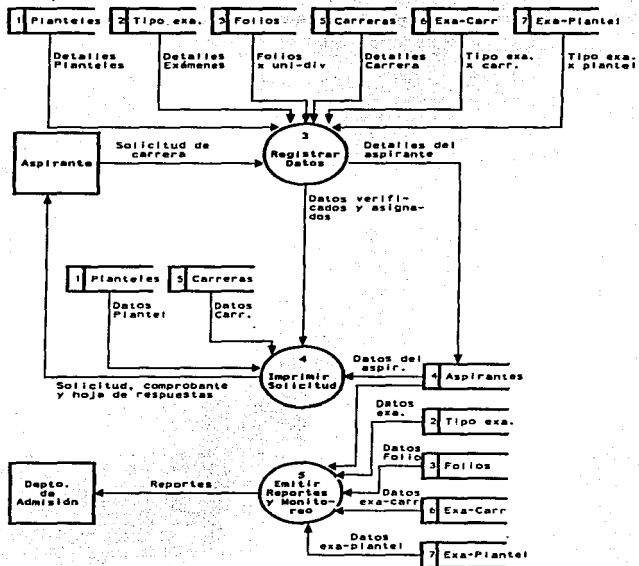 1 Planteles
2 Tipo exa.
3 Folios
5 Carreras
6 Exa-Carr
7 Exa-Plantel
Detalles
Planteles
Detalles
Exámenes
Folios
x uni-div
Detalles
Carrera
Tipo exa.
x carr.
Tipo exa.
x plantel
Aspirante
Solicitud de
carrera
3
Registrar
Datos
Detalles del
aspirante
Datos verifi-
cados y asigna-
dos
1 Planteles
5 Carreras
Datos
Plantel
Datos
Carr.
4
Imprimir
Solicitud
Datos del
aspir.
4 Aspirantes
Solicitud, comprobante
y hoja de respuestas
Datos
exa.
2 Tipo exa.
Datos
Folio
3 Folios
Depto.
de
Admisión
Reportes
5
Emitir
Reportes
y Monito-
reo
Datos
exa-carr
6 Exa-Carr
Datos
exa-plantel
7 Exa-Plantel